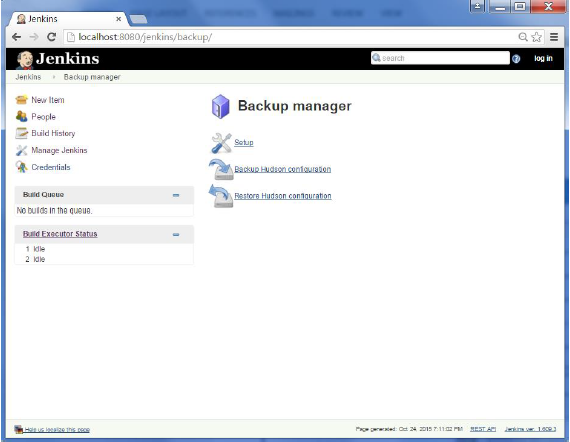 Jenkins
localhost:8080/jenkins/backup/
Jenkins
search
log in
Jenkins
Backup manager
New Item
People
Build History
Manage Jenkins
Credentials
Build Queue
No builds in the queue.
Build Executor Status
1 Idle
2 Idle
Backup manager
Setup
Backup Hudson configuration
Restore Hudson configuration
Help us localize this page
Page generated: Oct 24, 2015 7:11:02 PM
REST API
Jenkins ver. 1.609.3